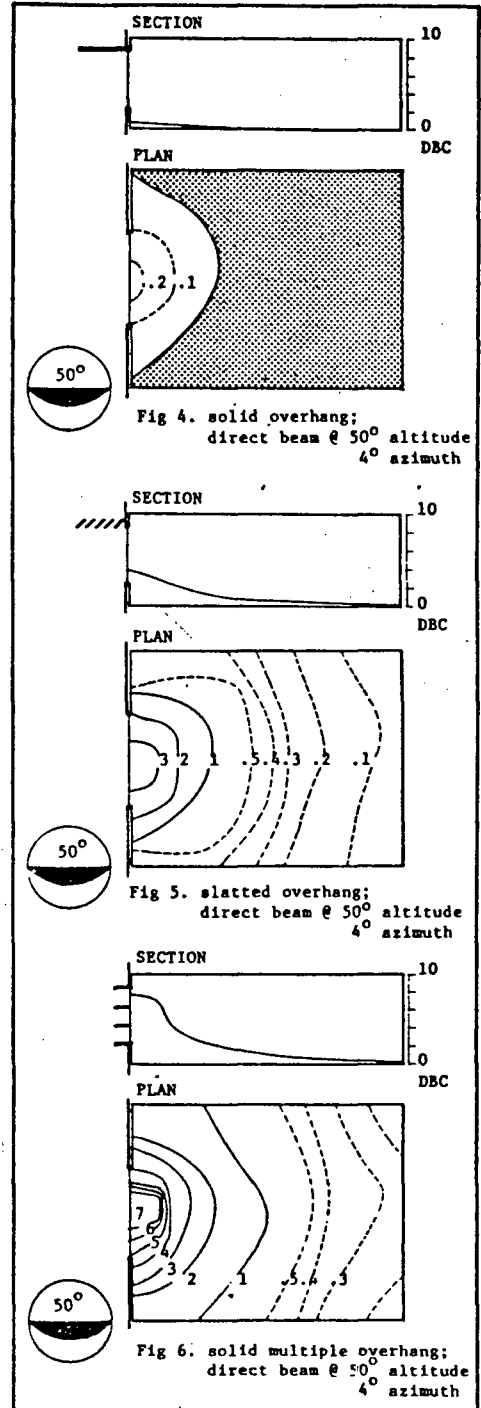 SECTION
10
0
DBC
PLAN
.2 .1
50°
Fig 4. solid overhang;
direct beam @ 50° altitude
4° azimuth
SECTION
10
0
DBC
PLAN
3 2 1 .5 .4 .3 .2 .1
50°
Fig 5. slatted overhang;
direct beam @ 50° altitude
4° azimuth
SECTION
10
0
DBC
PLAN
7
6
5
4
3
2 1 .5 .4 .3
50°
Fig 6. solid multiple overhang;
direct beam @ 50° altitude
4° azimuth